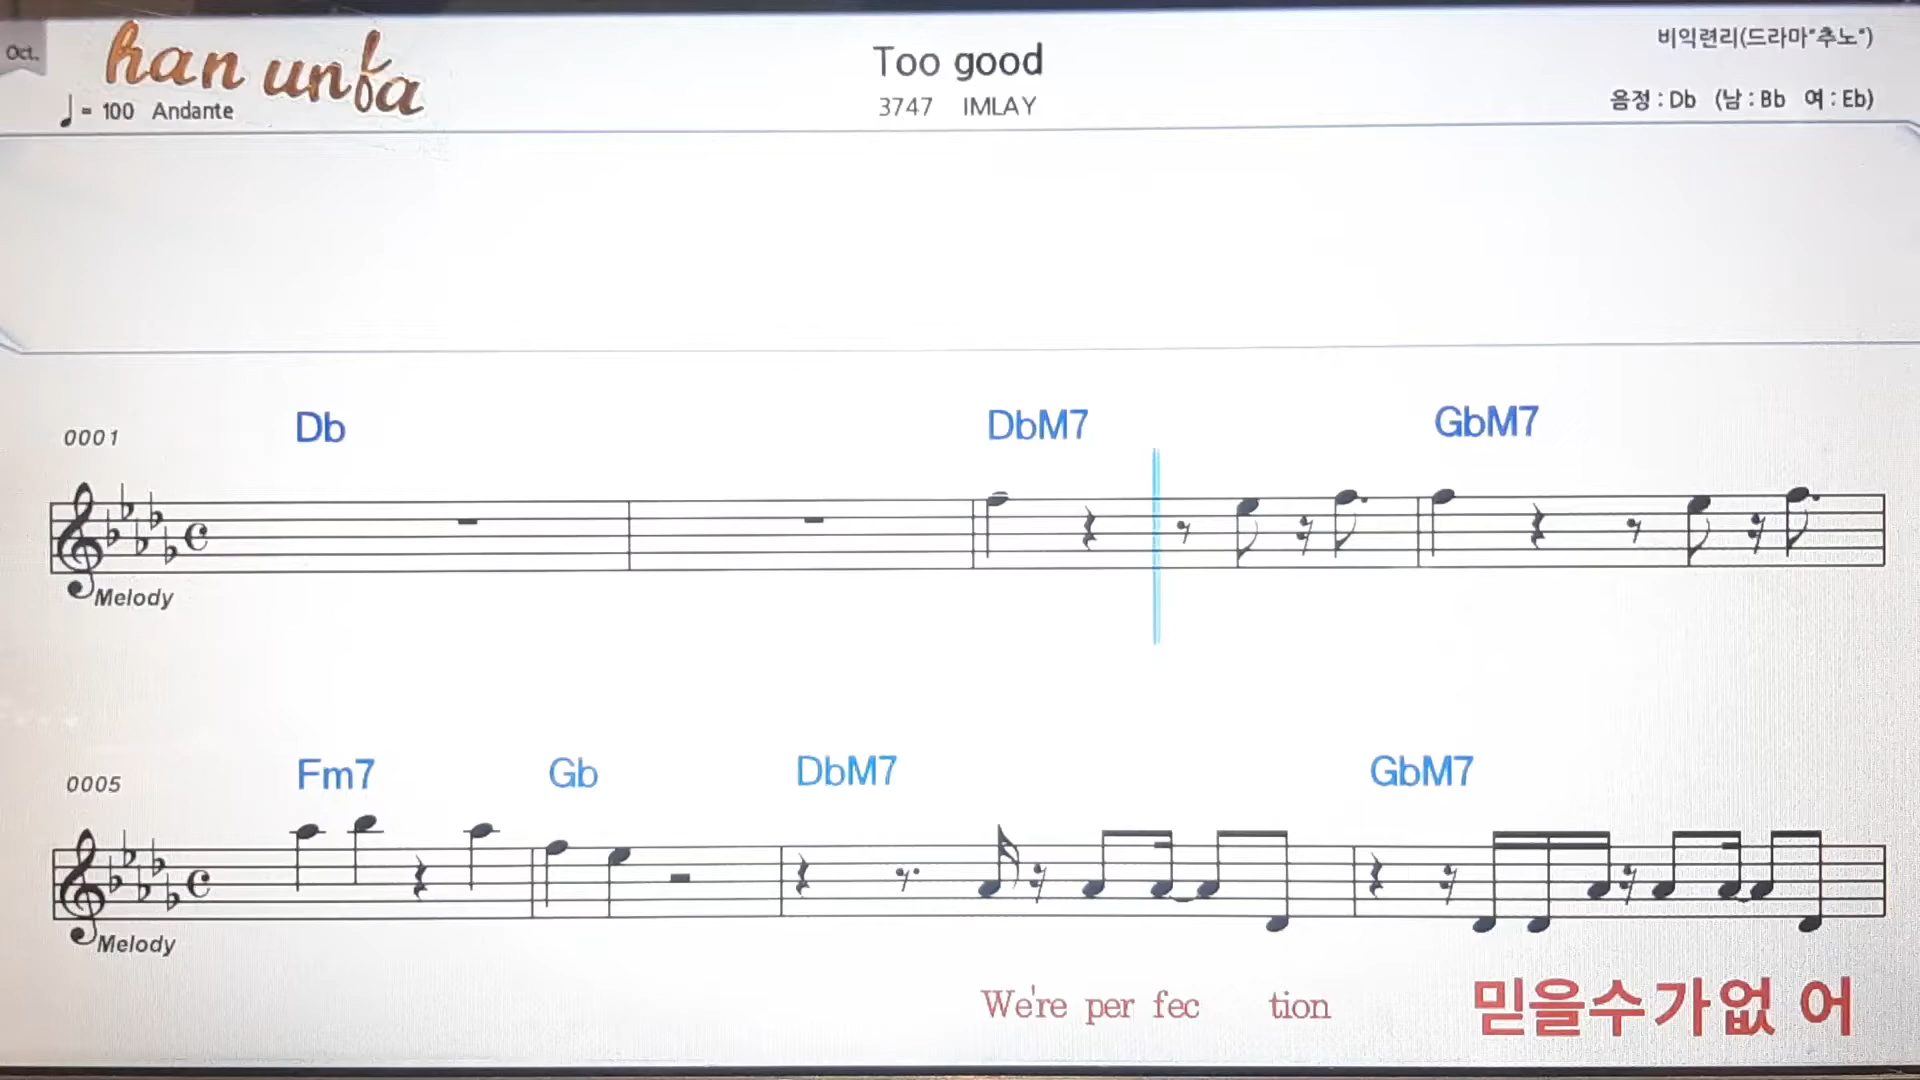 Oct.
han unba
Too good
비익련리(드라마"추노")
♩= 100 Andante
3747 IMLAY
음정 : Db (남 : Bb 여 : Eb)
Db DbM7 GbM7
0001
Melody
Fm7 Gb DbM7 GbM7
0005
Melody
We're per fec tion 믿을수가없 어